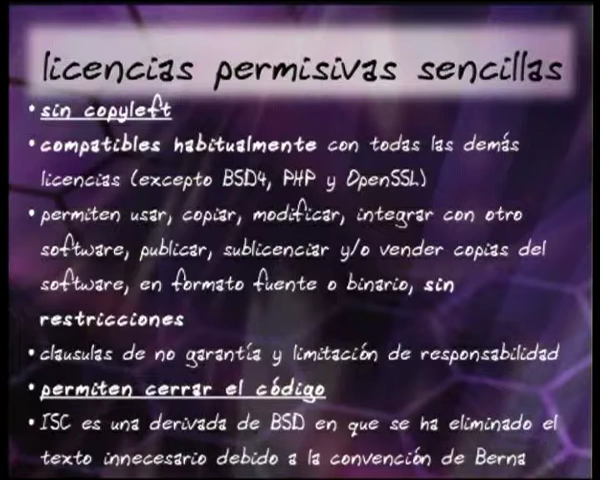 licencias permisivas sencillas
• sin copyleft
• compatibles habitualmente con todas las demás
licencias (excepto BSD4, PHP y OpenSSL)
• permiten usar, copiar, modificar, integrar con otro
software, publicar, sublicenciar y/o vender copias del
software, en formato fuente o binario, sin
restricciones
• clausulas de no garantía y limitación de responsabilidad
• permiten cerrar el código
• ISC es una derivada de BSD en que se ha eliminado el
texto innecesario debido a la convención de Berna